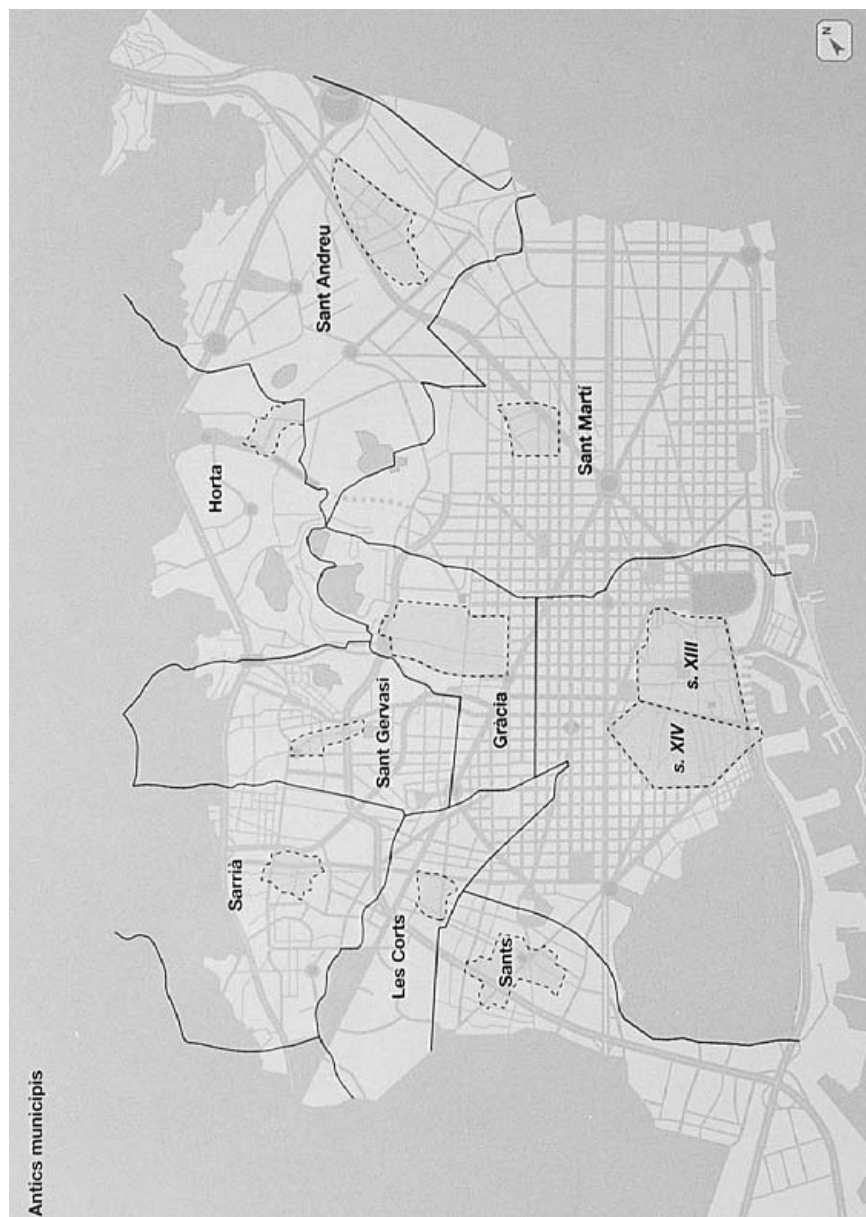 Antics municipis
N
Sarrià
Sant Gervasi
Horta
Sant Andreu
Les Corts
Sants
Gràcia
Sant Martí
s. XIV
s. XIII